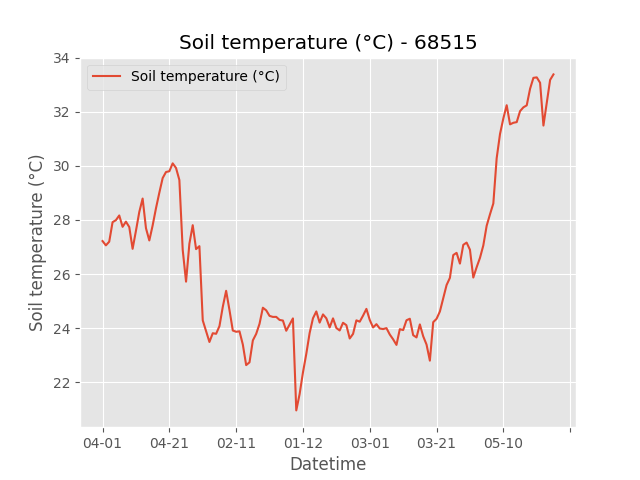 Soil temperature (°C) - 68515
Soil temperature (°C)
Soil temperature (°C)
34
32
30
28
26
24
22
04-01 04-21 02-11 01-12 03-01 03-21 05-10
Datetime